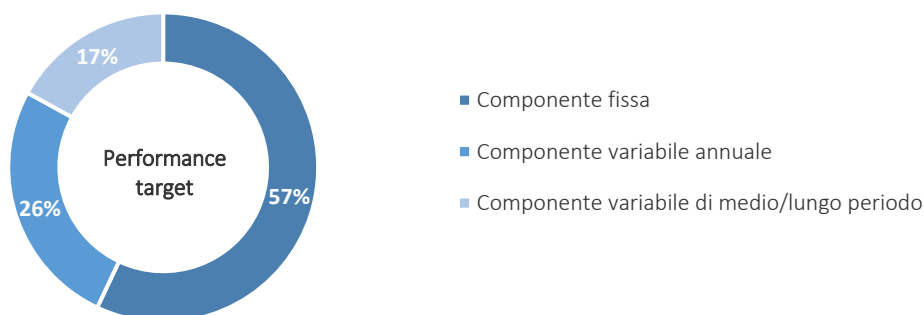 17%
Performance
target
57%
26%
Componente fissa
Componente variabile annuale
Componente variabile di medio/lungo periodo